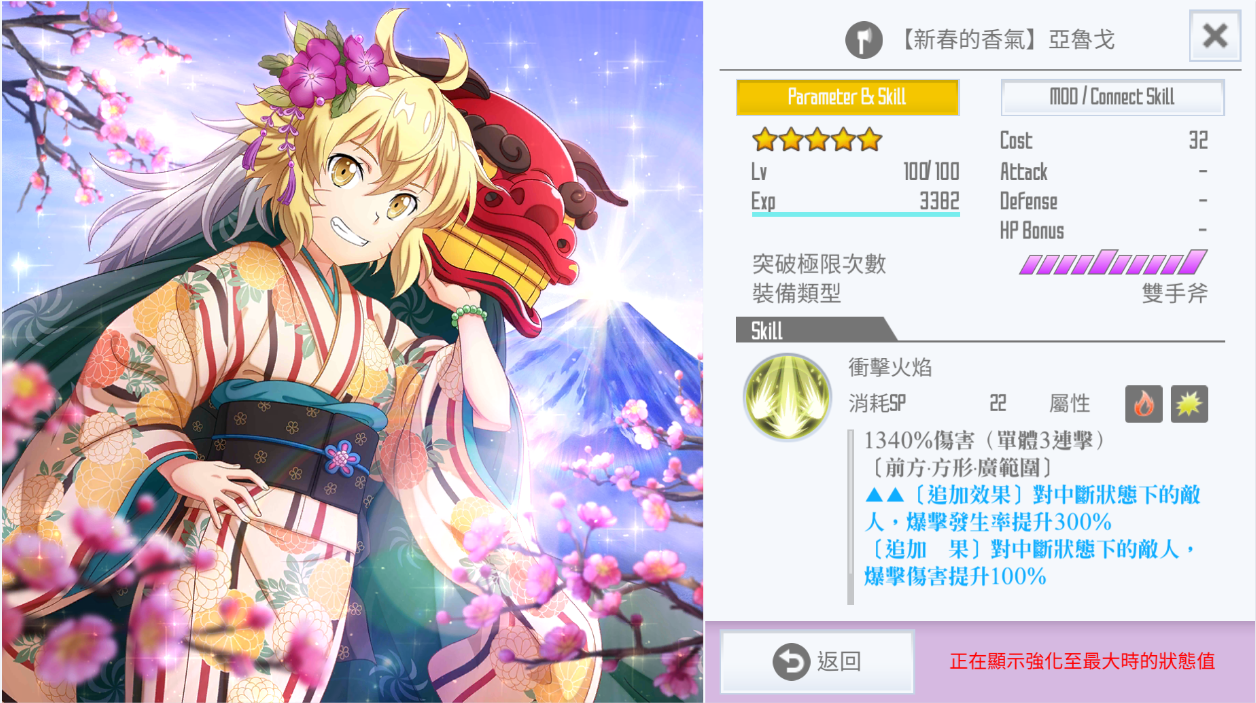 【新春的香氣】亞魯戈
Parameter & Skill
MOD / Connect Skill
Lv 100/100
Exp 3382
Cost 32
Attack -
Defense -
HP Bonus -
突破極限次數
裝備類型 雙手斧
Skill
衝擊火焰
消耗SP 22 屬性
1340%傷害（單體3連擊）
〔前方·方形·廣範圍〕
▲▲〔追加效果〕對中斷狀態下的敵
人，爆擊發生率提升300%
〔追加　果〕對中斷狀態下的敵人，
爆擊傷害提升100%
返回
正在顯示強化至最大時的狀態值